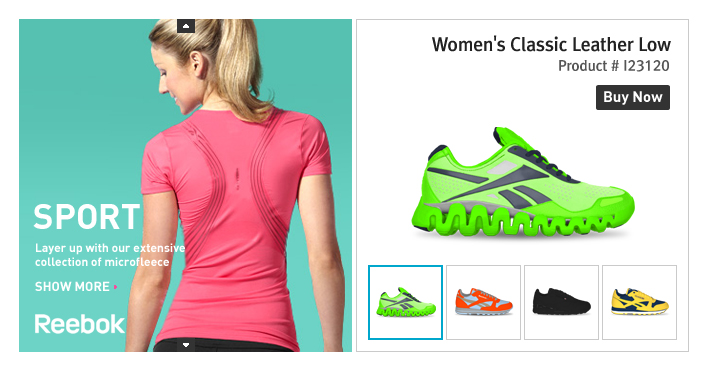 SPORT
Layer up with our extensive
collection of microfleece
SHOW MORE
Reebok
Women's Classic Leather Low
Product # I23120
Buy Now